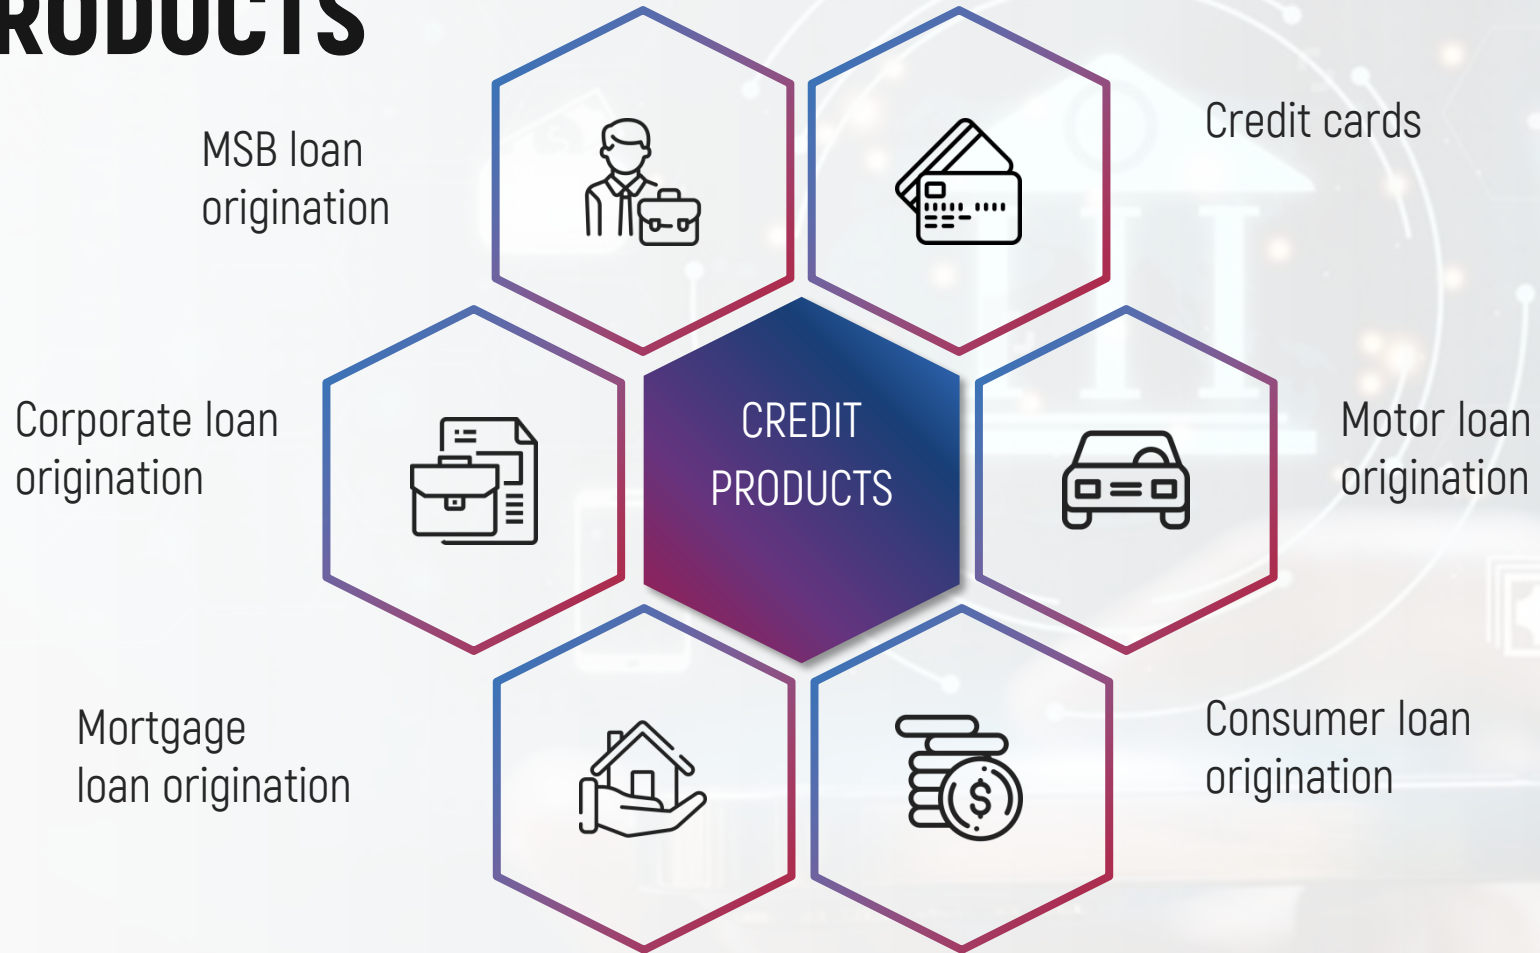 RODUCTS
MSB loan
origination
Credit cards
Corporate loan
origination
CREDIT
PRODUCTS
Motor loan
origination
Mortgage
loan origination
Consumer loan
origination